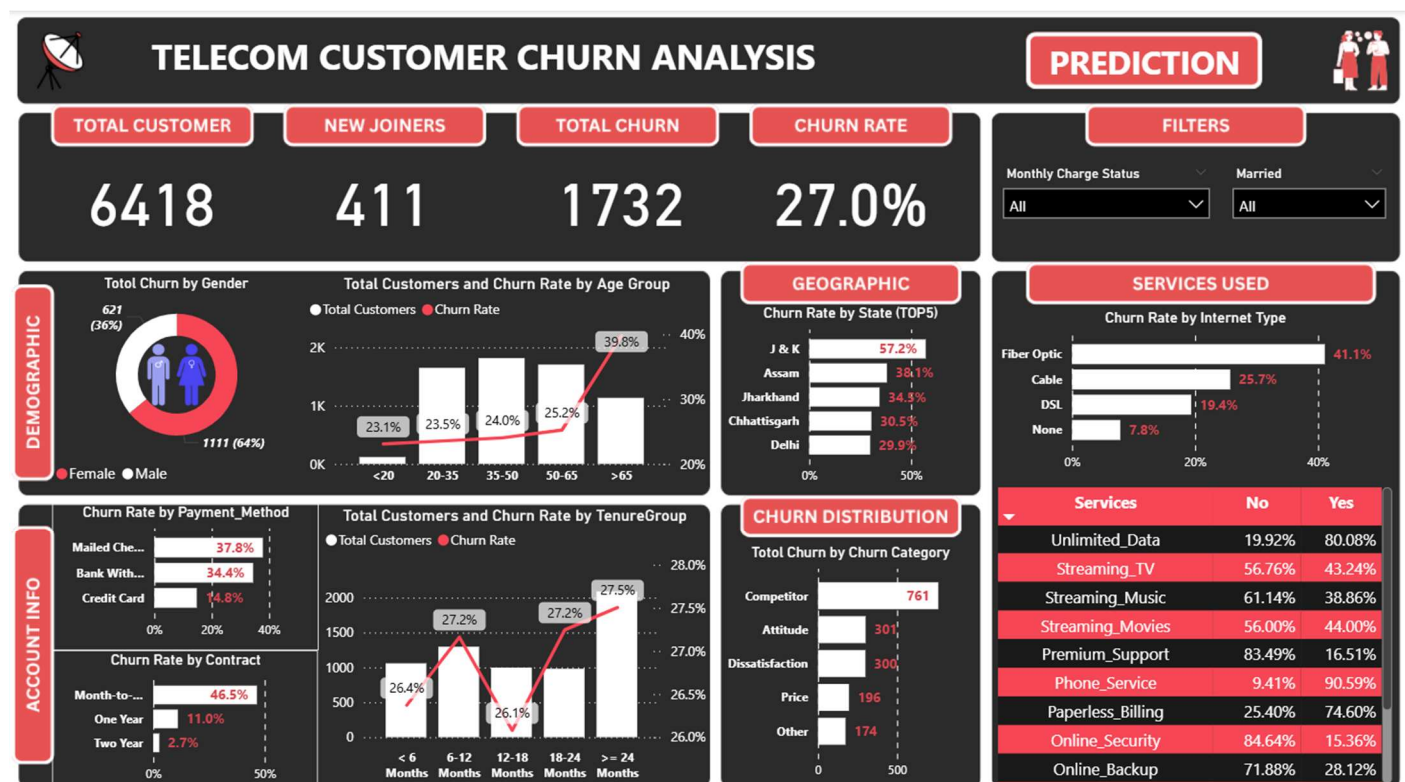 TELECOM CUSTOMER CHURN ANALYSIS
PREDICTION
TOTAL CUSTOMER
6418
NEW JOINERS
411
TOTAL CHURN
1732
CHURN RATE
27.0%
FILTERS
Monthly Charge Status
All
Married
All
DEMOGRAPHIC
Totol Churn by Gender
621
(36%)
1111 (64%)
Female Male
Total Customers and Churn Rate by Age Group
Total Customers Churn Rate
2K
1K
0K
23.1%
23.5%
24.0%
25.2%
39.8%
40%
30%
20%
<20 20-35 35-50 50-65 >65
GEOGRAPHIC
Churn Rate by State (TOP5)
J & K 57.2%
Assam 38.1%
Jharkhand 34.5%
Chhattisgarh 30.5%
Delhi 29.9%
0% 50%
SERVICES USED
Churn Rate by Internet Type
Fiber Optic 41.1%
Cable 25.7%
DSL 19.4%
None 7.8%
0% 20% 40%
Services No Yes
Unlimited_Data 19.92% 80.08%
Streaming_TV 56.76% 43.24%
Streaming_Music 61.14% 38.86%
Streaming_Movies 56.00% 44.00%
Premium_Support 83.49% 16.51%
Phone_Service 9.41% 90.59%
Paperless_Billing 25.40% 74.60%
Online_Security 84.64% 15.36%
Online_Backup 71.88% 28.12%
ACCOUNT INFO
Churn Rate by Payment_Method
Mailed Che... 37.8%
Bank With... 34.4%
Credit Card 14.8%
0% 20% 40%
Churn Rate by Contract
Month-to-... 46.5%
One Year 11.0%
Two Year 2.7%
0% 50%
Total Customers and Churn Rate by TenureGroup
Total Customers Churn Rate
2000
1500
1000
500
0
26.4%
27.2%
26.1%
27.2%
27.5%
28.0%
27.5%
27.0%
26.5%
26.0%
< 6 6-12 12-18 18-24 >= 24
Months Months Months Months Months
CHURN DISTRIBUTION
Totol Churn by Churn Category
Competitor 761
Attitude 301
Dissatisfaction 300
Price 196
Other 174
0 500